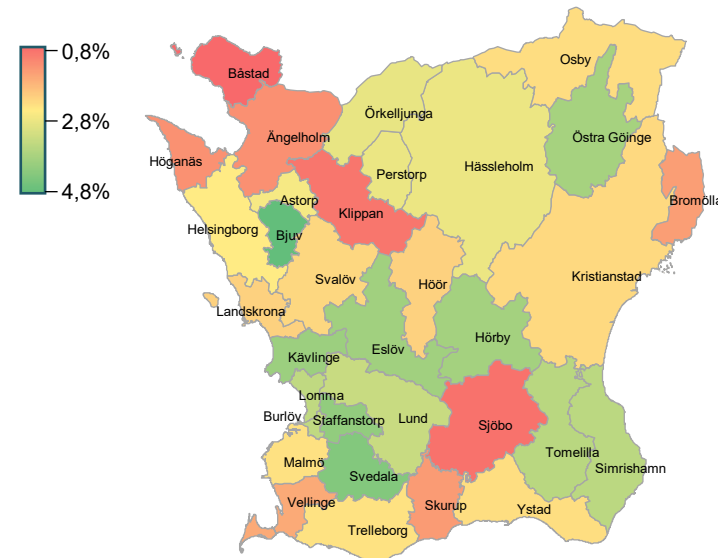 0,8%
2,8%
4,8%
Osby
Båstad
Örkelljunga
Ängelholm
Östra Göinge
Höganäs
Hässleholm
Perstorp
Astorp
Bromölla
Klippan
Helsingborg
Bjuv
Kristianstad
Svalöv
Höör
Landskrona
Hörby
Eslöv
Kävlinge
Lomma
Burlöv
Staffanstorp
Lund
Sjöbo
Tomelilla
Malmö
Simrishamn
Svedala
Vellinge
Skurup
Ystad
Trelleborg